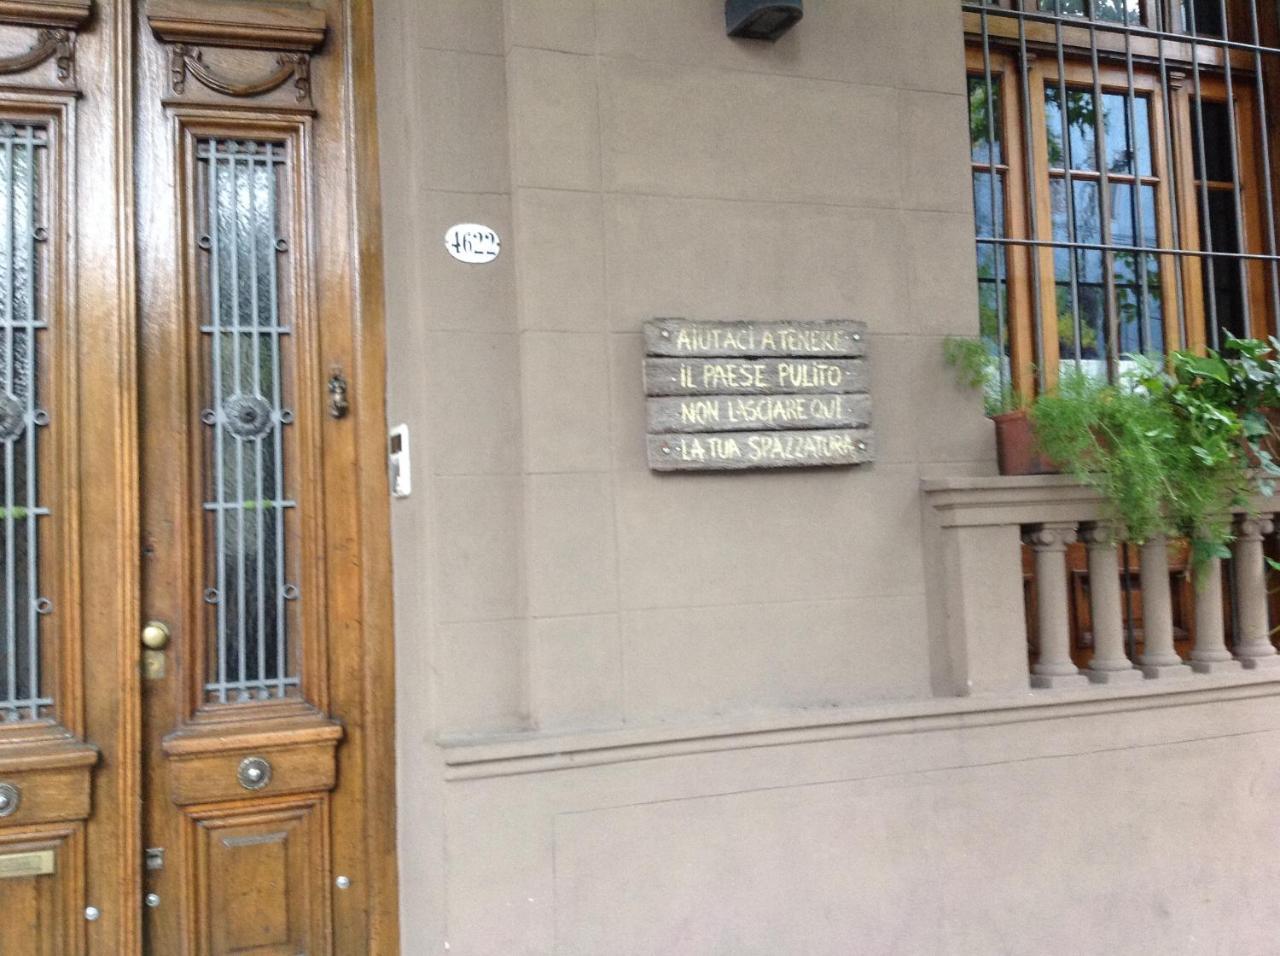 4622
AIUTACI A TENERE
IL PAESE PULITO
NON LASCIARE QUI
LA TUA SPAZZATURA